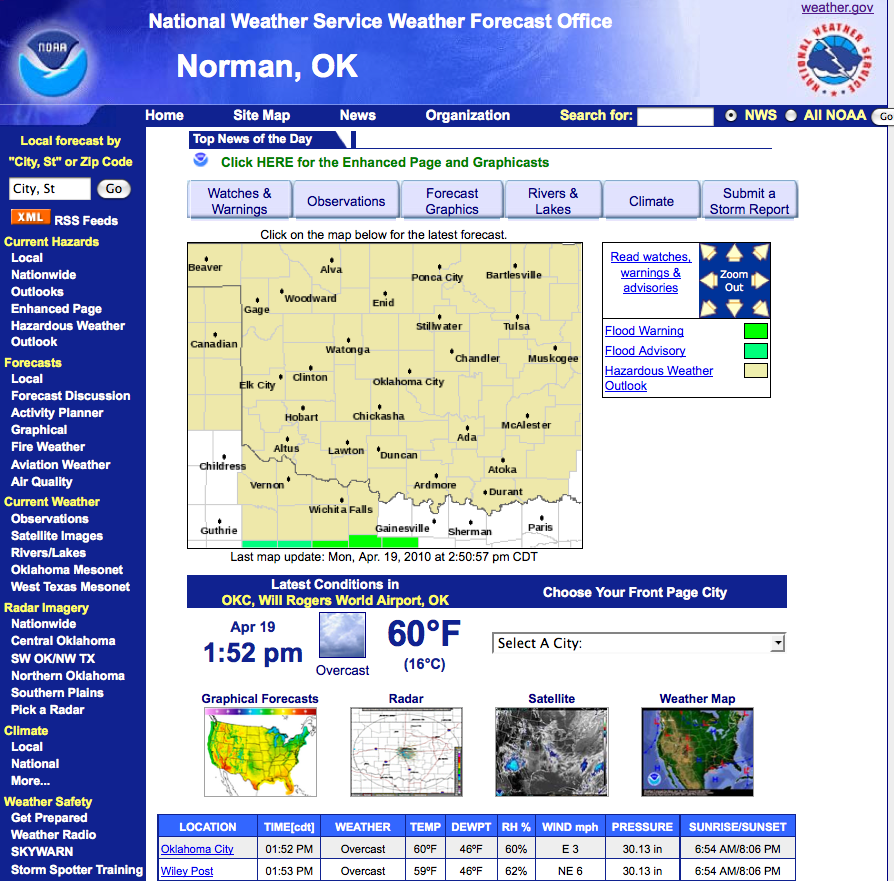 weather.gov
National Weather Service Weather Forecast Office
NOAA
Norman, OK
NATIONAL WEATHER SERVICE
Home Site Map News Organization Search for: NWS All NOAA Go
Local forecast by
"City, St" or Zip Code
City, St Go
XML RSS Feeds
Current Hazards
Local
Nationwide
Outlooks
Enhanced Page
Hazardous Weather
Outlook
Forecasts
Local
Forecast Discussion
Activity Planner
Graphical
Fire Weather
Aviation Weather
Air Quality
Current Weather
Observations
Satellite Images
Rivers/Lakes
Oklahoma Mesonet
West Texas Mesonet
Radar Imagery
Nationwide
Central Oklahoma
SW OK/NW TX
Northern Oklahoma
Southern Plains
Pick a Radar
Climate
Local
National
More...
Weather Safety
Get Prepared
Weather Radio
SKYWARN
Storm Spotter Training
Top News of the Day
Click HERE for the Enhanced Page and Graphicasts
Watches &
Warnings
Observations
Forecast
Graphics
Rivers &
Lakes
Climate
Submit a
Storm Report
Click on the map below for the latest forecast.
Beaver
Alva
Ponca City
Bartlesville
Gage
Woodward
Enid
Stillwater
Tulsa
Canadian
Watonga
Chandler
Muskogee
Elk City
Clinton
Oklahoma City
Hobart
Chickasha
McAlester
Ada
Altus
Lawton
Duncan
Childress
Atoka
Vernon
Ardmore
Durant
Wichita Falls
Guthrie
Gainesville
Sherman
Paris
Last map update: Mon, Apr. 19, 2010 at 2:50:57 pm CDT
Read watches,
warnings &
advisories
Zoom
Out
Flood Warning
Flood Advisory
Hazardous Weather
Outlook
Latest Conditions in
OKC, Will Rogers World Airport, OK
Choose Your Front Page City
Apr 19
1:52 pm
Overcast
60°F
(16°C)
Select A City:
Graphical Forecasts Radar Satellite Weather Map
LOCATION TIME[cdt] WEATHER TEMP DEWPT RH % WIND mph PRESSURE SUNRISE/SUNSET
Oklahoma City 01:52 PM Overcast 60ºF 46ºF 60% E 3 30.13 in 6:54 AM/8:06 PM
Wiley Post 01:53 PM Overcast 59ºF 46ºF 62% NE 6 30.13 in 6:54 AM/8:06 PM